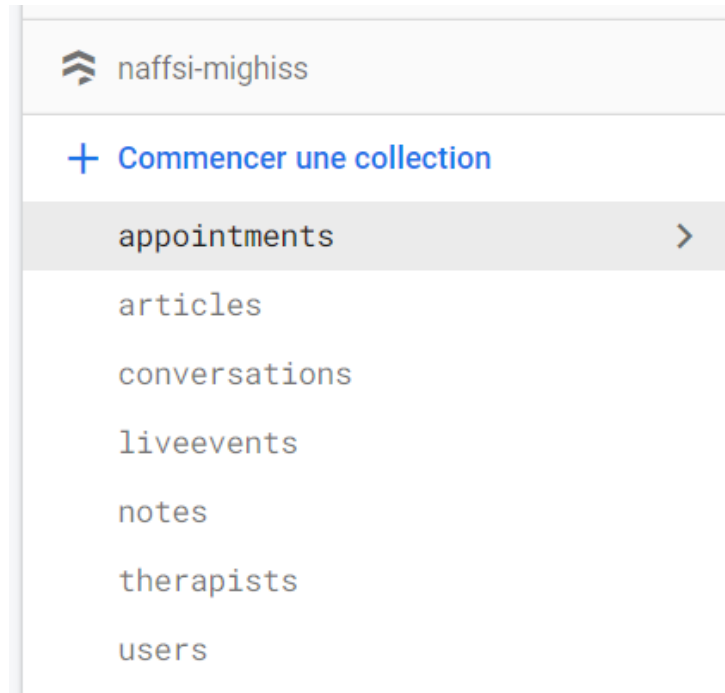 naffsi-mighiss
Commencer une collection
appointments
articles
conversations
liveevents
notes
therapists
users